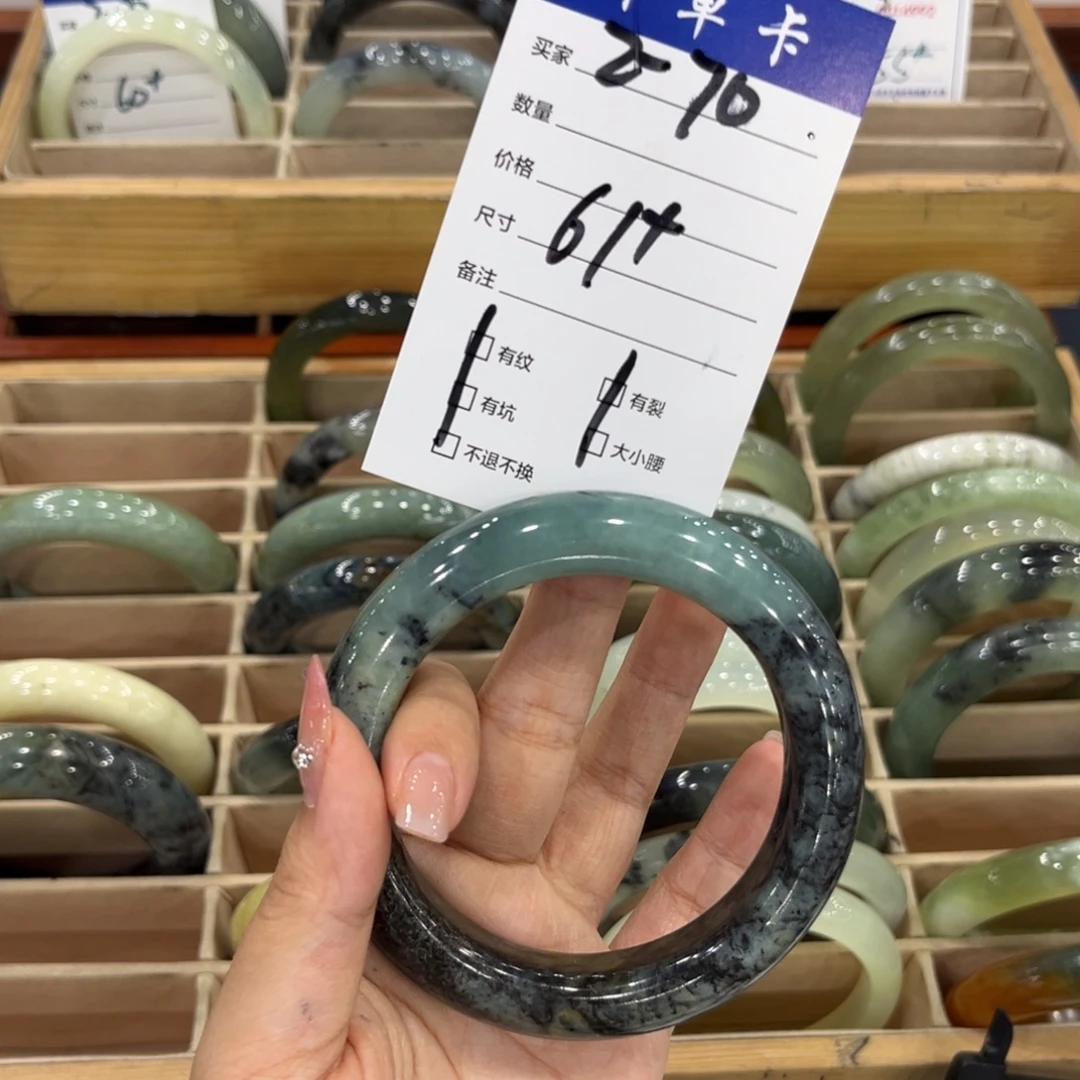 单卡
买家 Z-70.
数量
价格
尺寸 61+
备注
有纹 有裂
有坑 大小腰
不退不换
60+